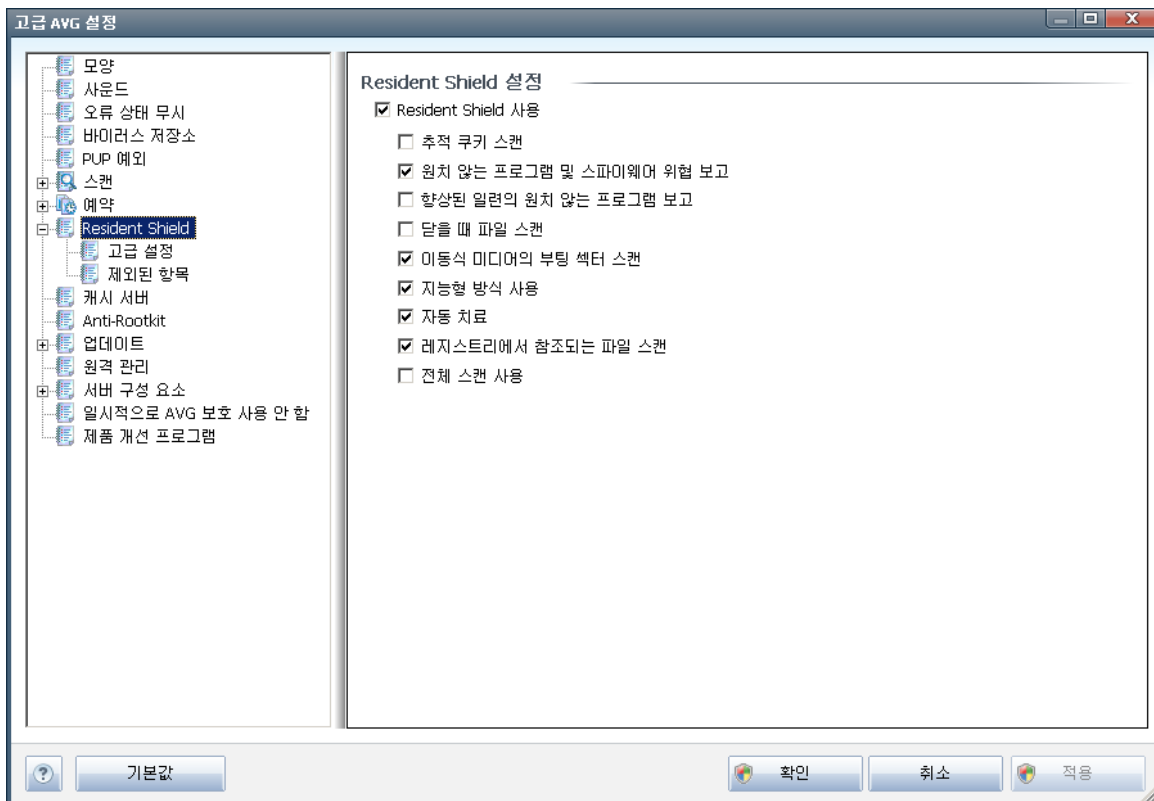 고급 AVG 설정
모양
사운드
오류 상태 무시
바이러스 저장소
PUP 예외
스캔
예약
Resident Shield
고급 설정
제외된 항목
캐시 서버
Anti-Rootkit
업데이트
원격 관리
서버 구성 요소
일시적으로 AVG 보호 사용 안 함
제품 개선 프로그램
Resident Shield 설정
Resident Shield 사용
추적 쿠키 스캔
원치 않는 프로그램 및 스파이웨어 위협 보고
향상된 일련의 원치 않는 프로그램 보고
닫을 때 파일 스캔
이동식 미디어의 부팅 섹터 스캔
지능형 방식 사용
자동 치료
레지스트리에서 참조되는 파일 스캔
전체 스캔 사용
?
기본값
확인
취소
적용